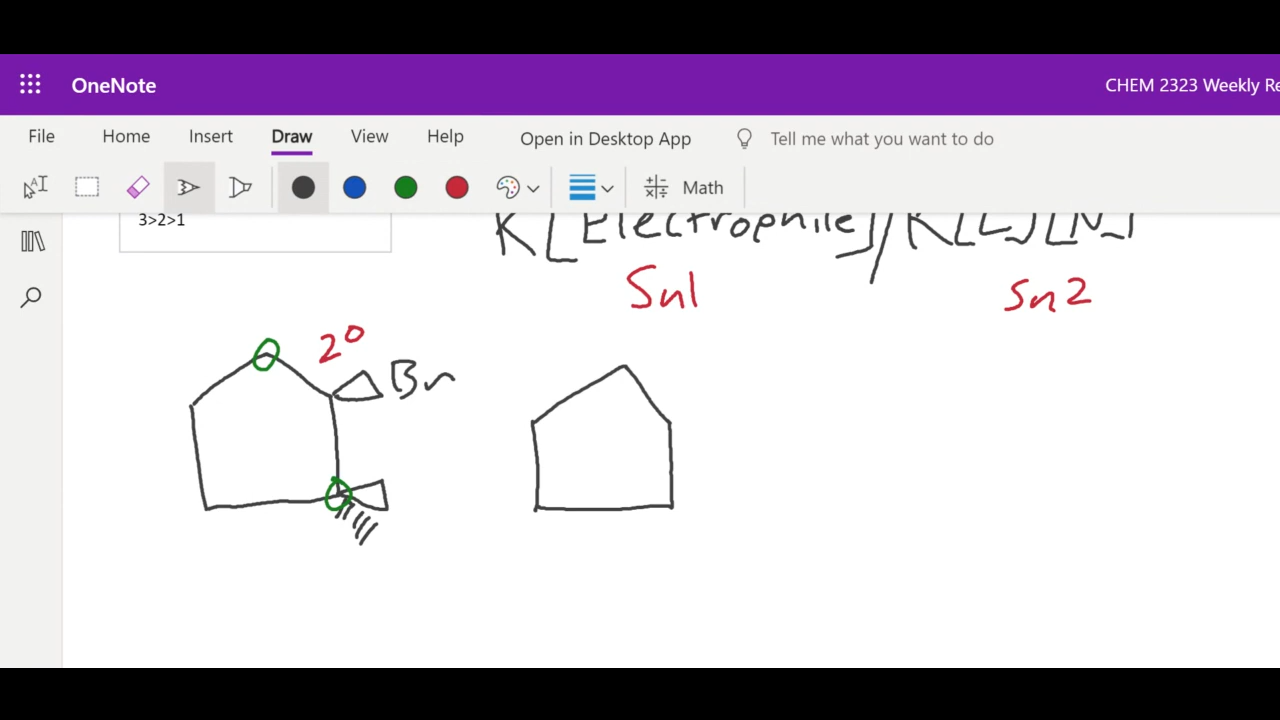 OneNote
CHEM 2323 Weekly Re
File Home Insert Draw View Help Open in Desktop App Tell me what you want to do
Math
3>2>1
K[Electrophile]/K[E][N]
Sn1 Sn2
2°
Br